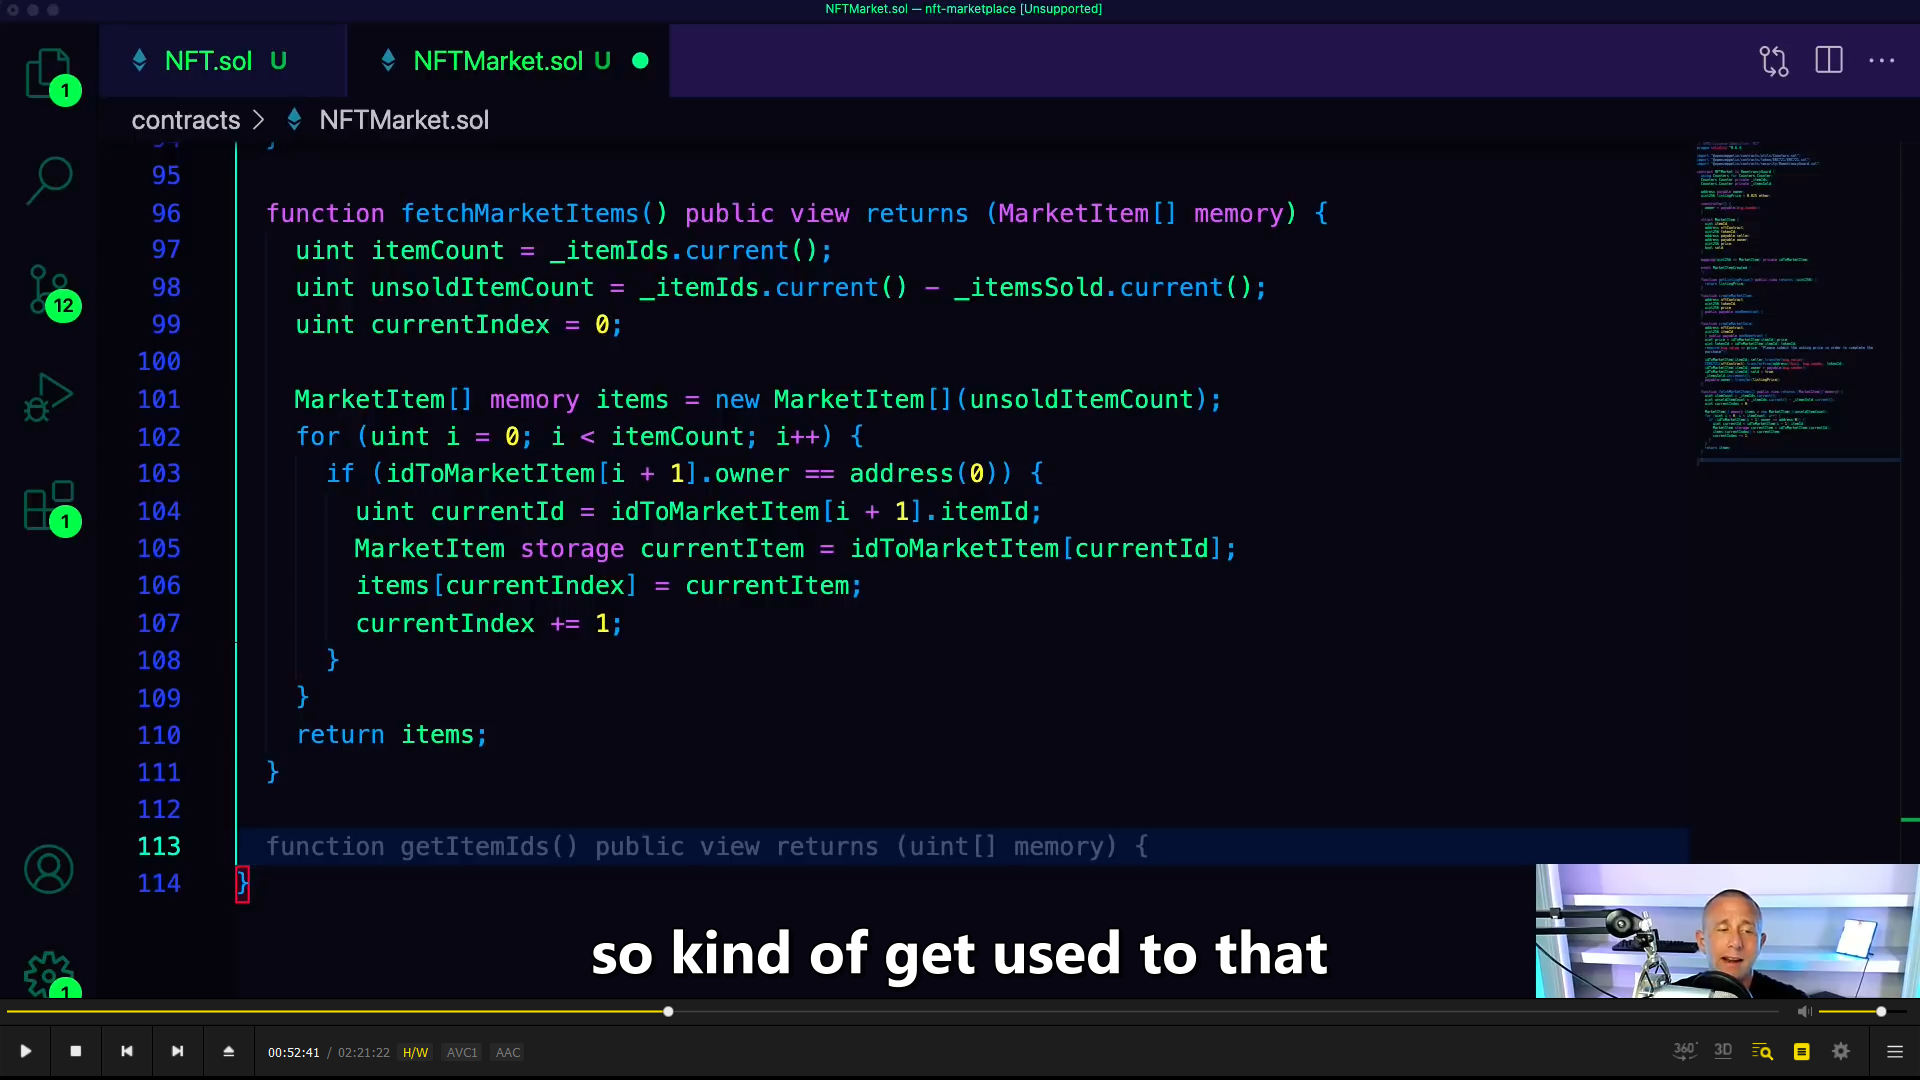 NFTMarket.sol — nft-marketplace [Unsupported]
NFT.sol U
NFTMarket.sol U
contracts > NFTMarket.sol
94 }
95
96 function fetchMarketItems() public view returns (MarketItem[] memory) {
97 uint itemCount = _itemIds.current();
98 uint unsoldItemCount = _itemIds.current() - _itemsSold.current();
99 uint currentIndex = 0;
100
101 MarketItem[] memory items = new MarketItem[](unsoldItemCount);
102 for (uint i = 0; i < itemCount; i++) {
103 if (idToMarketItem[i + 1].owner == address(0)) {
104 uint currentId = idToMarketItem[i + 1].itemId;
105 MarketItem storage currentItem = idToMarketItem[currentId];
106 items[currentIndex] = currentItem;
107 currentIndex += 1;
108 }
109 }
110 return items;
111 }
112
113 function getItemIds() public view returns (uint[] memory) {
114 }
1
12
1
1
so kind of get used to that
00:52:41 / 02:21:22 H/W AVC1 AAC
360° 3D